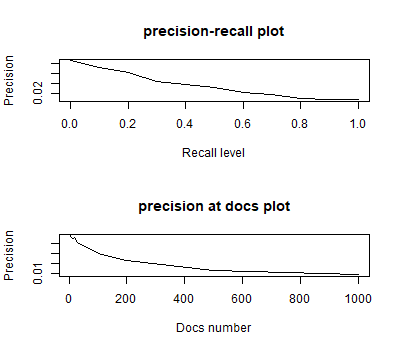 precision-recall plot
Precision
0.02
0.0 0.2 0.4 0.6 0.8 1.0
Recall level
precision at docs plot
Precision
0.01
0 200 400 600 800 1000
Docs number